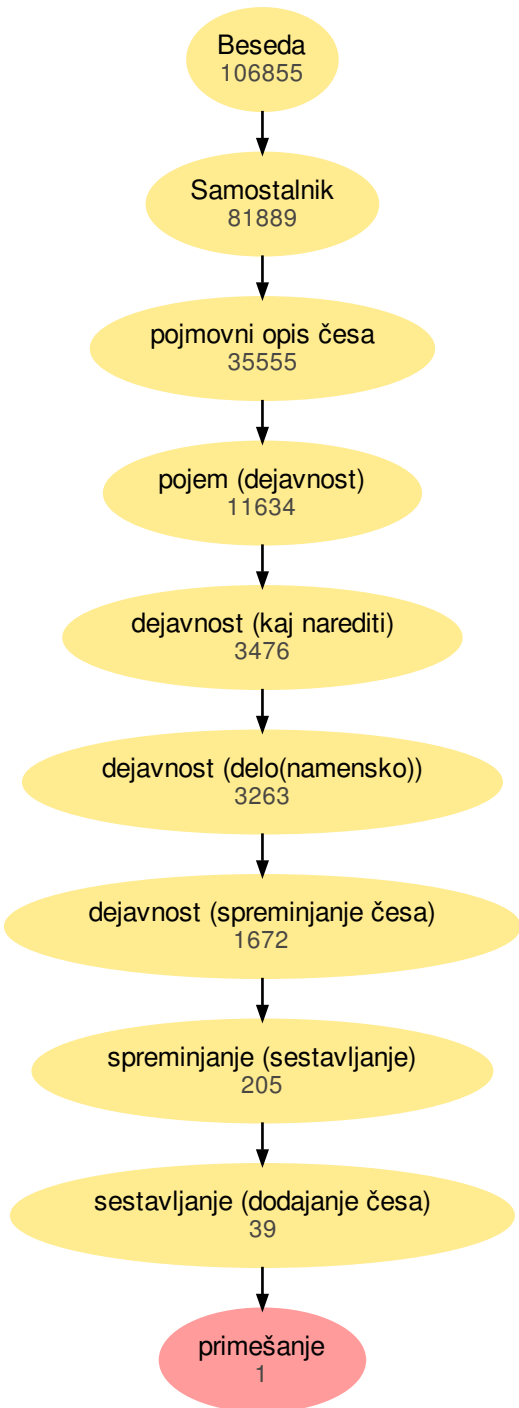 Beseda
106855
Samostalnik
81889
pojmovni opis česa
35555
pojem (dejavnost)
11634
dejavnost (kaj narediti)
3476
dejavnost (delo(namensko))
3263
dejavnost (spreminjanje česa)
1672
spreminjanje (sestavljanje)
205
sestavljanje (dodajanje česa)
39
primešanje
1